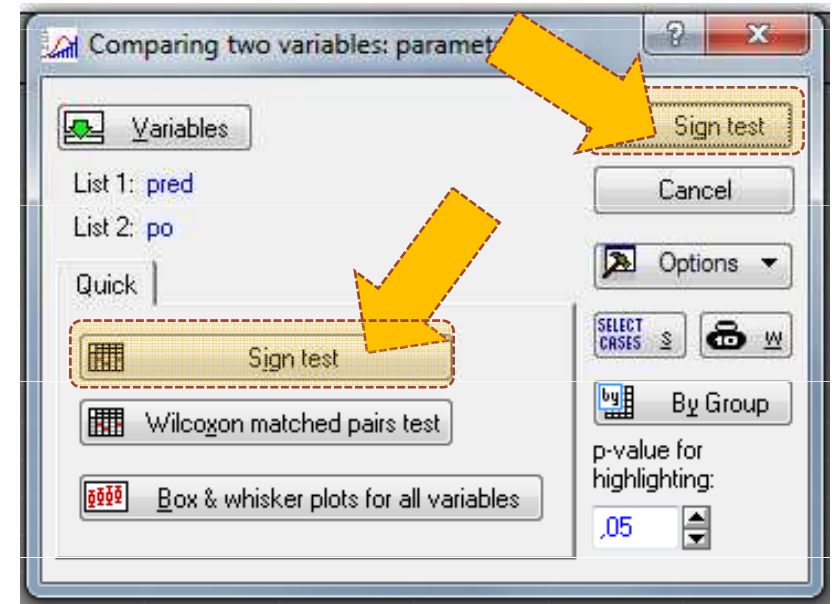 Comparing two variables: paramet
?
x
Variables
Sign test
List 1: pred
Cancel
List 2: po
Options
Quick
SELECT CASES S
W
Sign test
By Group
Wilcoxon matched pairs test
p-value for
highlighting:
Box & whisker plots for all variables
,05